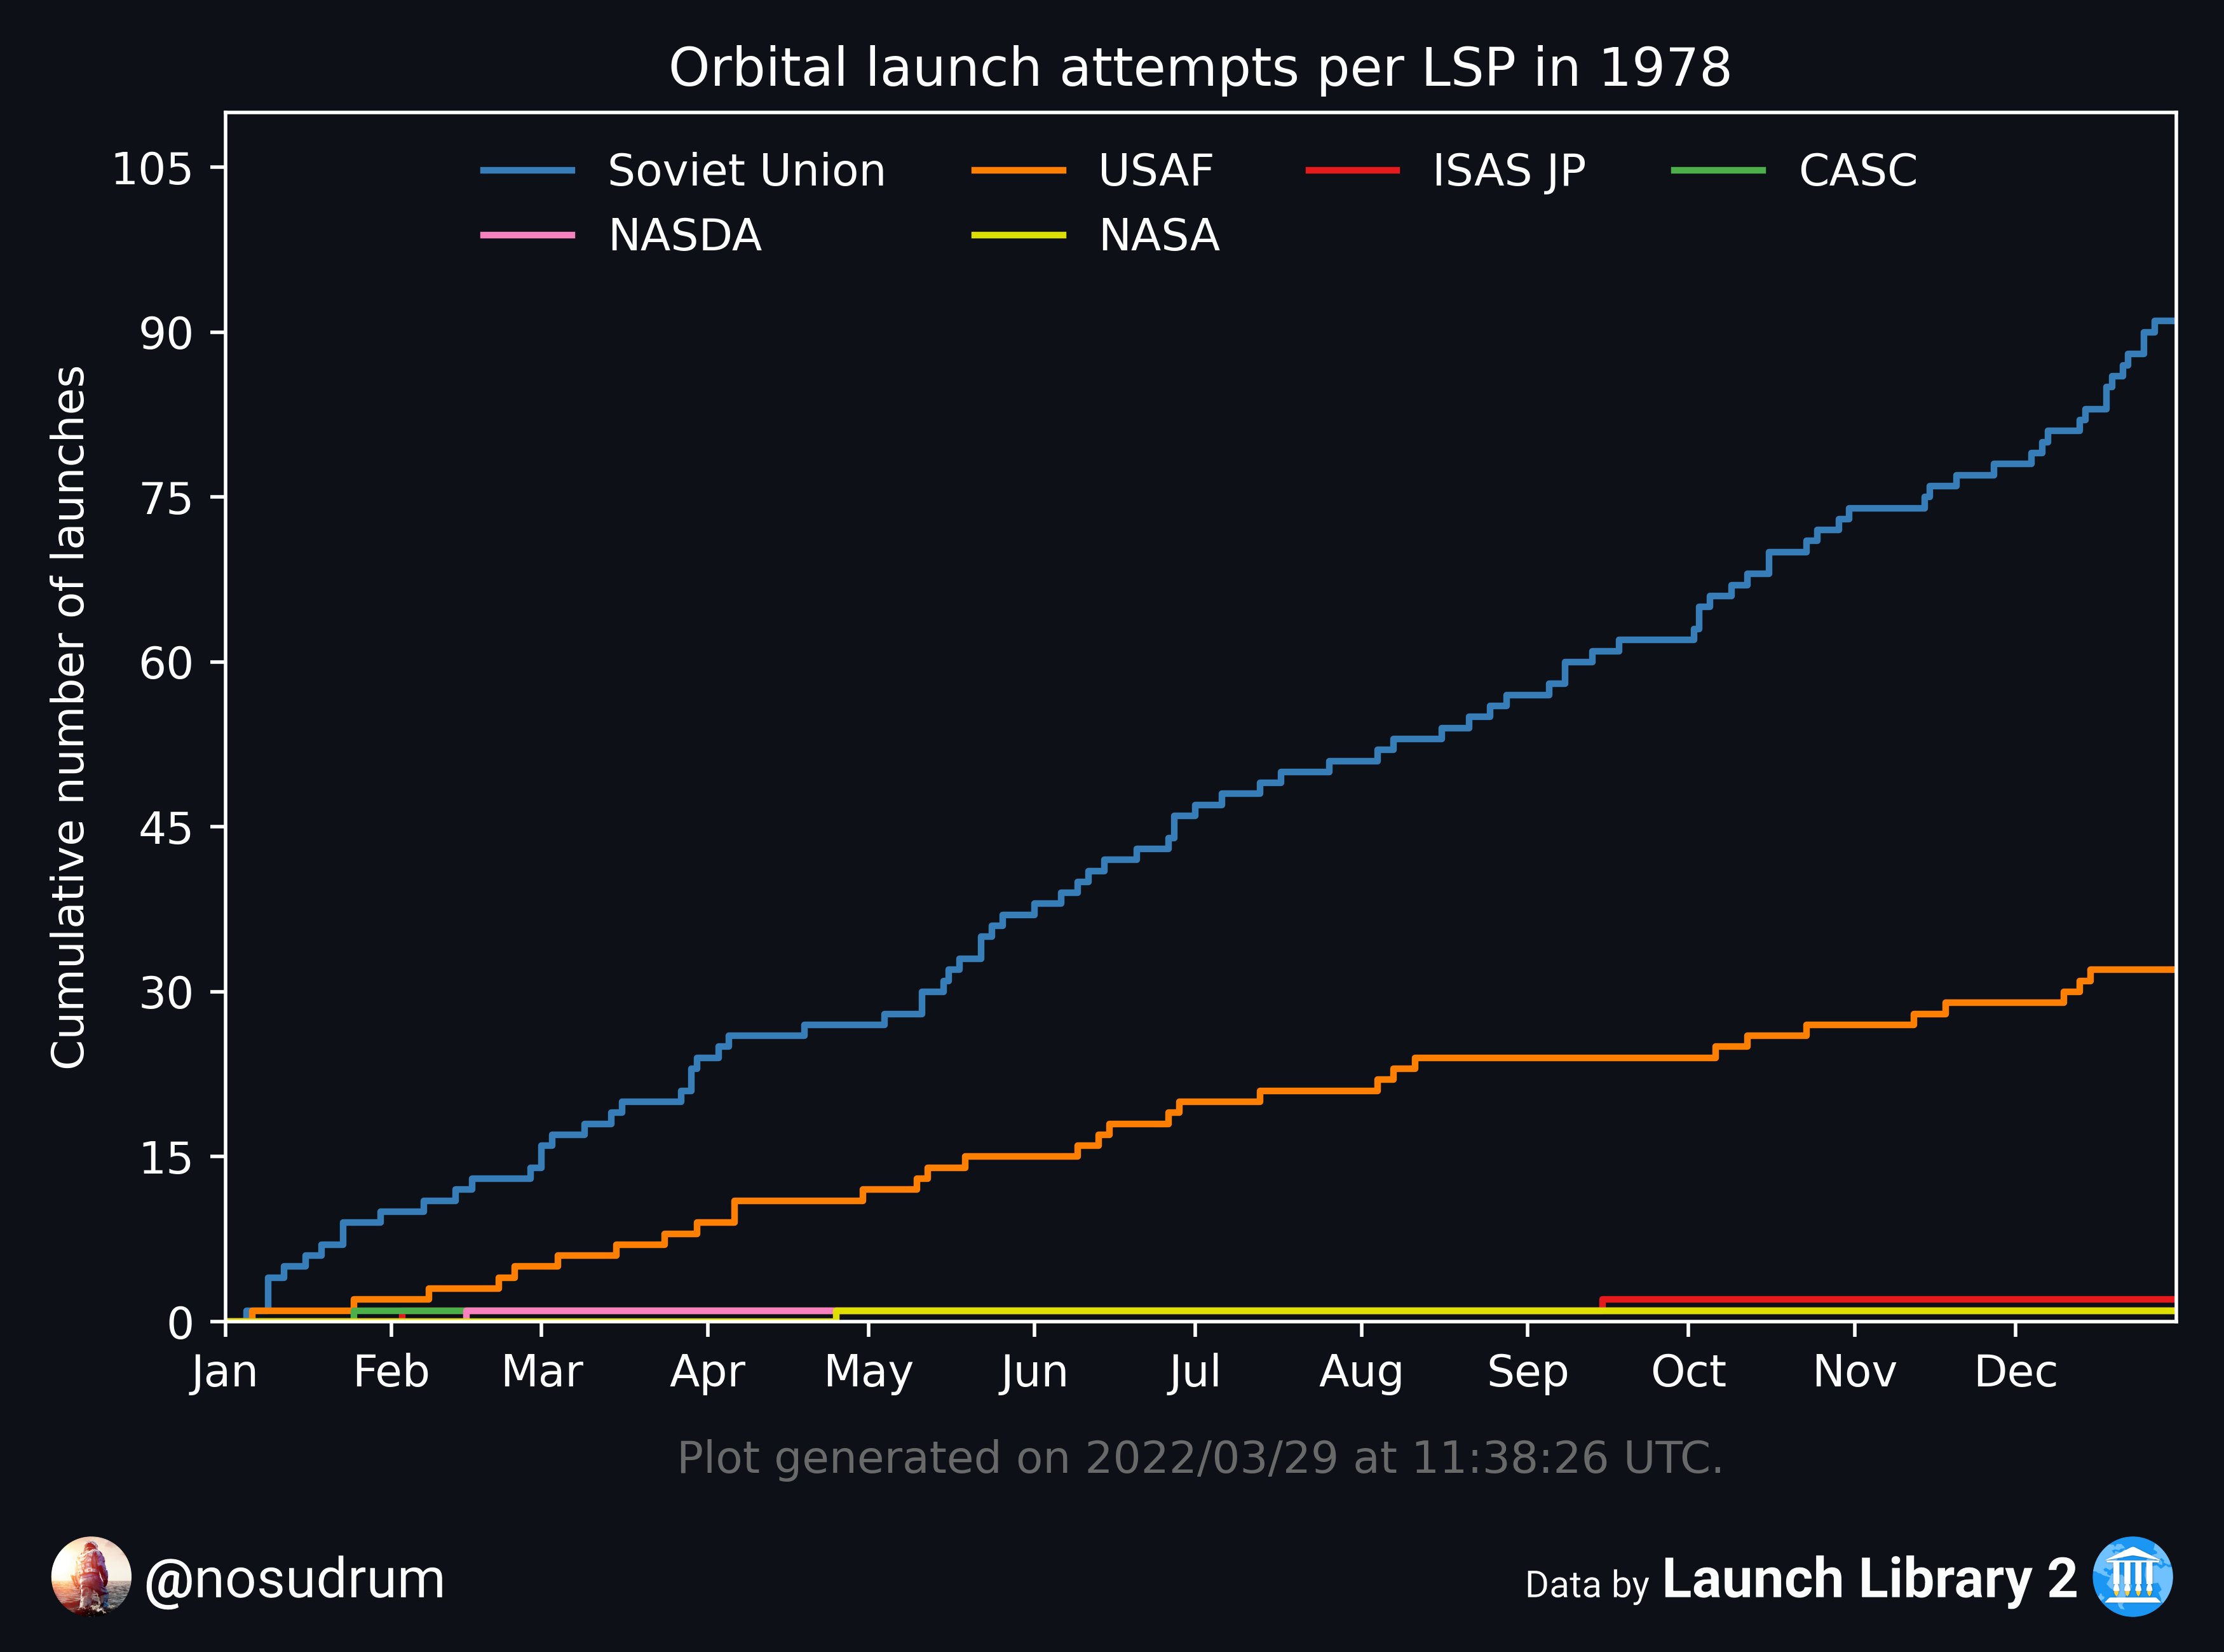 Orbital launch attempts per LSP in 1978
Soviet Union USAF ISAS JP CASC
NASDA NASA
Cumulative number of launches
105
90
75
60
45
30
15
0
Jan Feb Mar Apr May Jun Jul Aug Sep Oct Nov Dec
Plot generated on 2022/03/29 at 11:38:26 UTC.
@nosudrum
Data by Launch Library 2